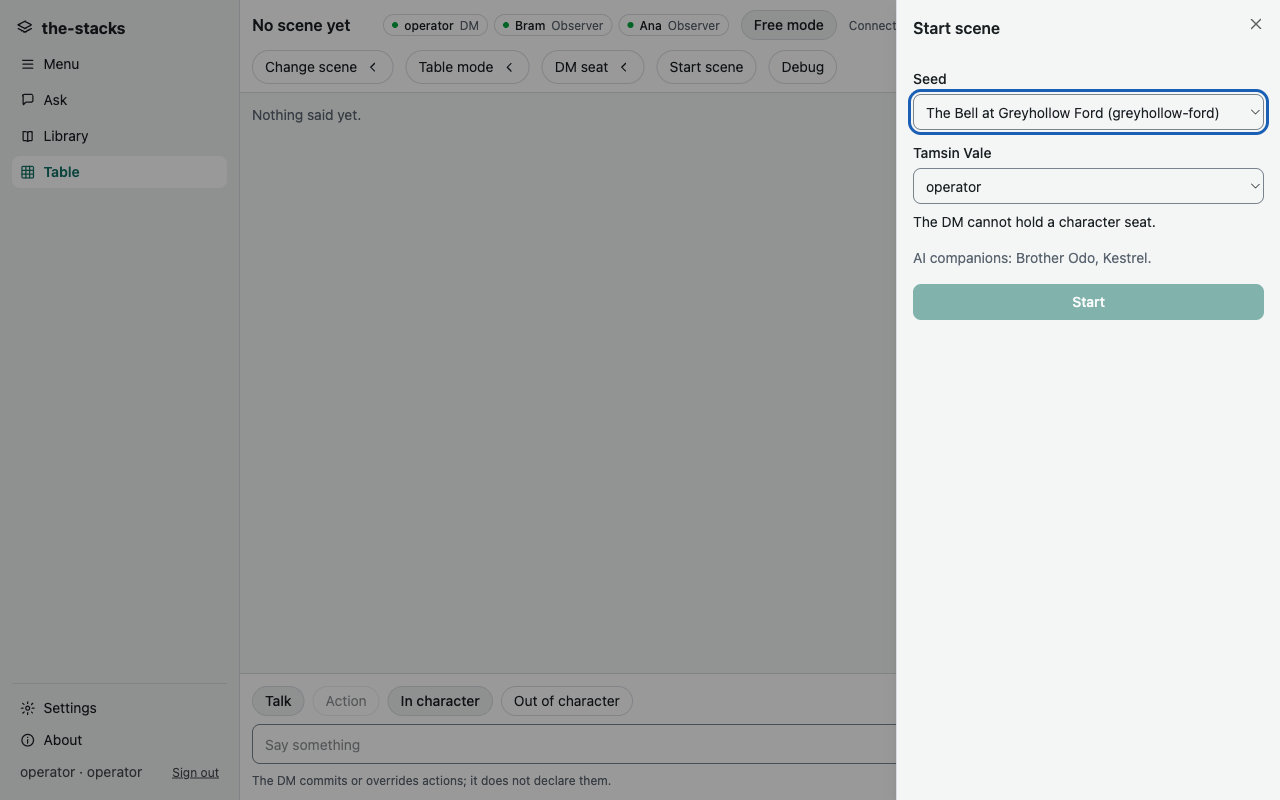 the-stacks
Menu
Ask
Library
Table
Settings
About
operator · operator
Sign out
No scene yet
operator DM
Bram Observer
Ana Observer
Free mode
Connect
Change scene
Table mode
DM seat
Start scene
Debug
Nothing said yet.
Talk
Action
In character
Out of character
Say something
The DM commits or overrides actions; it does not declare them.
Start scene
Seed
The Bell at Greyhollow Ford (greyhollow-ford)
Tamsin Vale
operator
The DM cannot hold a character seat.
AI companions: Brother Odo, Kestrel.
Start